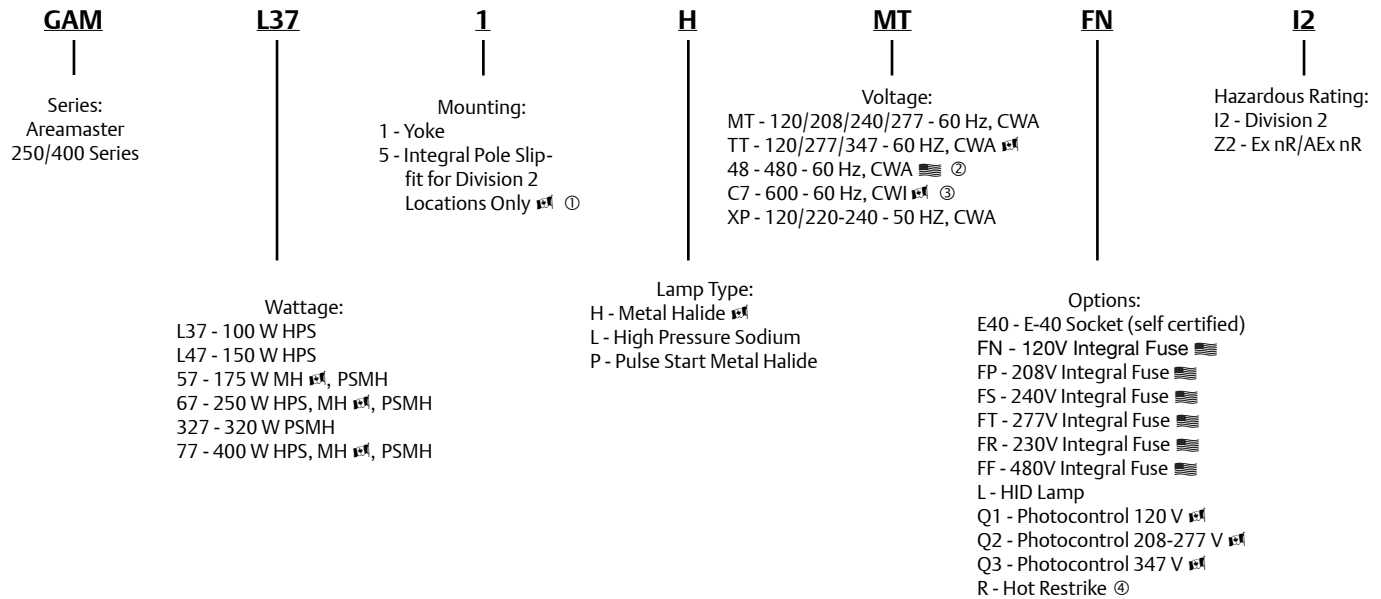 GAM L37 1 H MT FN I2
Series:
Areamaster
250/400 Series
Wattage:
L37 - 100 W HPS
L47 - 150 W HPS
57 - 175 W MH, PSMH
67 - 250 W HPS, MH, PSMH
327 - 320 W PSMH
77 - 400 W HPS, MH, PSMH
Mounting:
1 - Yoke
5 - Integral Pole Slip-
fit for Division 2
Locations Only ①
Lamp Type:
H - Metal Halide
L - High Pressure Sodium
P - Pulse Start Metal Halide
Voltage:
MT - 120/208/240/277 - 60 Hz, CWA
TT - 120/277/347 - 60 HZ, CWA
48 - 480 - 60 Hz, CWA ②
C7 - 600 - 60 Hz, CWI ③
XP - 120/220-240 - 50 HZ, CWA
Options:
E40 - E-40 Socket (self certified)
FN - 120V Integral Fuse
FP - 208V Integral Fuse
FS - 240V Integral Fuse
FT - 277V Integral Fuse
FR - 230V Integral Fuse
FF - 480V Integral Fuse
L - HID Lamp
Q1 - Photocontrol 120 V
Q2 - Photocontrol 208-277 V
Q3 - Photocontrol 347 V
R - Hot Restrike ④
Hazardous Rating:
I2 - Division 2
Z2 - Ex nR/AEx nR